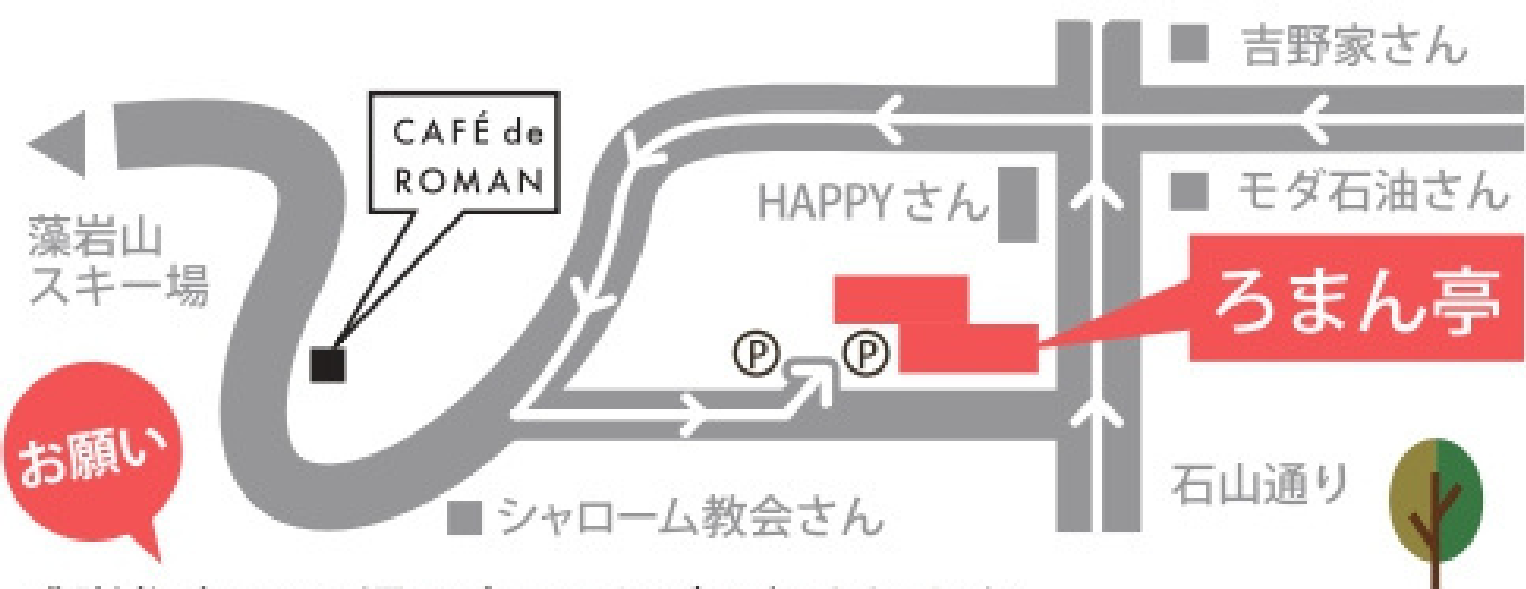 吉野家さん
CAFÉ de
ROMAN
HAPPYさん
モダ石油さん
藻岩山
スキー場
ろまん亭
P
P
お願い
石山通り
シャローム教会さん